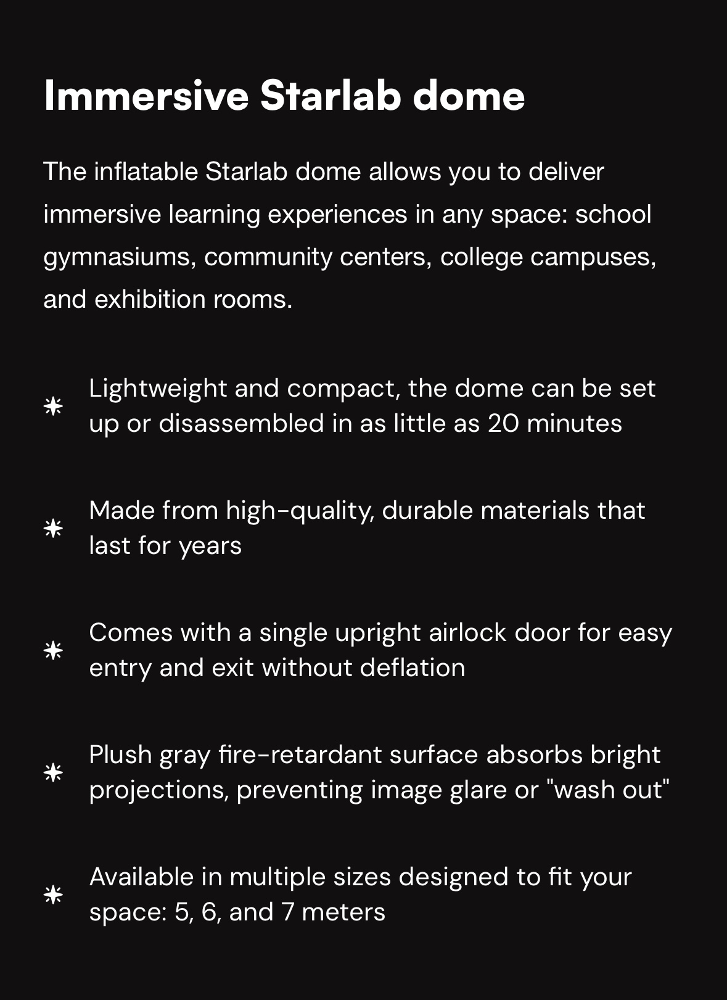 Immersive Starlab dome
The inflatable Starlab dome allows you to deliver
immersive learning experiences in any space: school
gymnasiums, community centers, college campuses,
and exhibition rooms.
Lightweight and compact, the dome can be set
up or disassembled in as little as 20 minutes
Made from high-quality, durable materials that
last for years
Comes with a single upright airlock door for easy
entry and exit without deflation
Plush gray fire-retardant surface absorbs bright
projections, preventing image glare or "wash out"
Available in multiple sizes designed to fit your
space: 5, 6, and 7 meters